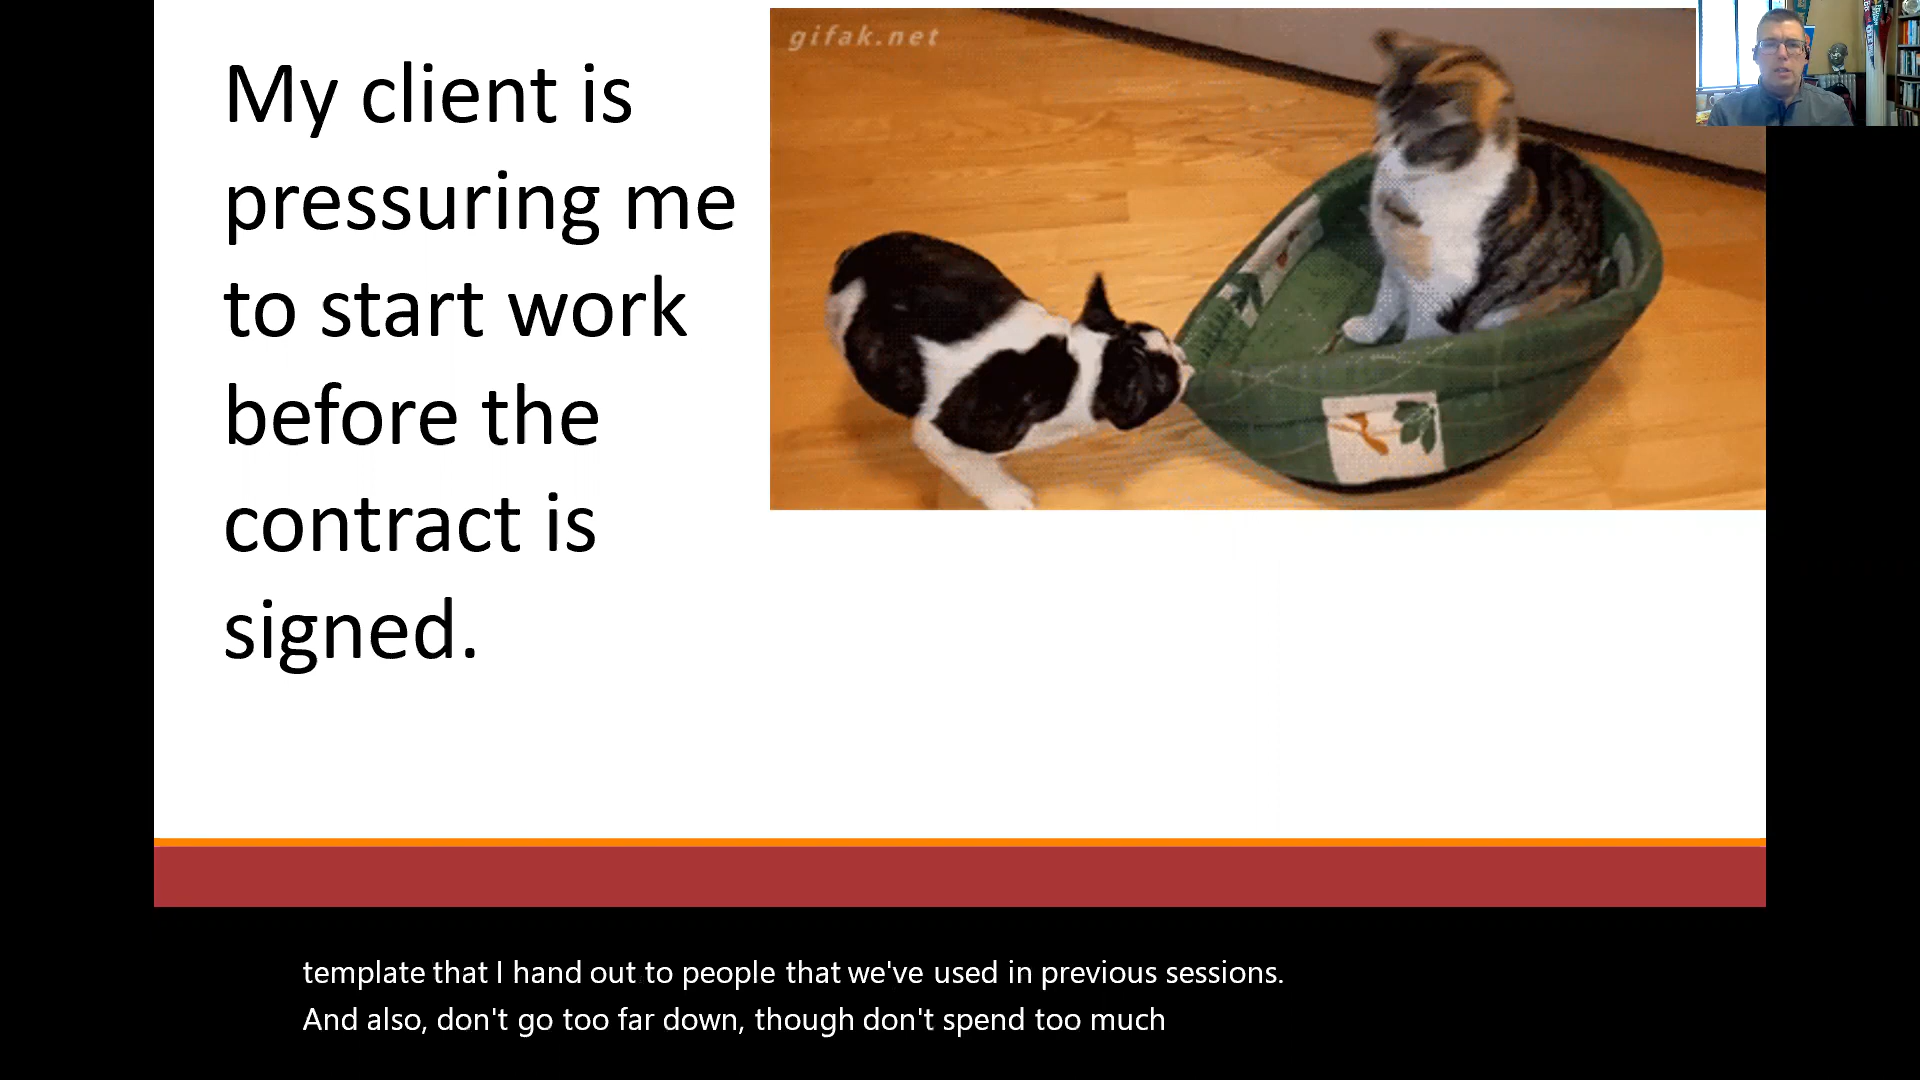 gifak.net
My client is
pressuring me
to start work
before the
contract is
signed.
template that I hand out to people that we've used in previous sessions.
And also, don't go too far down, though don't spend too much